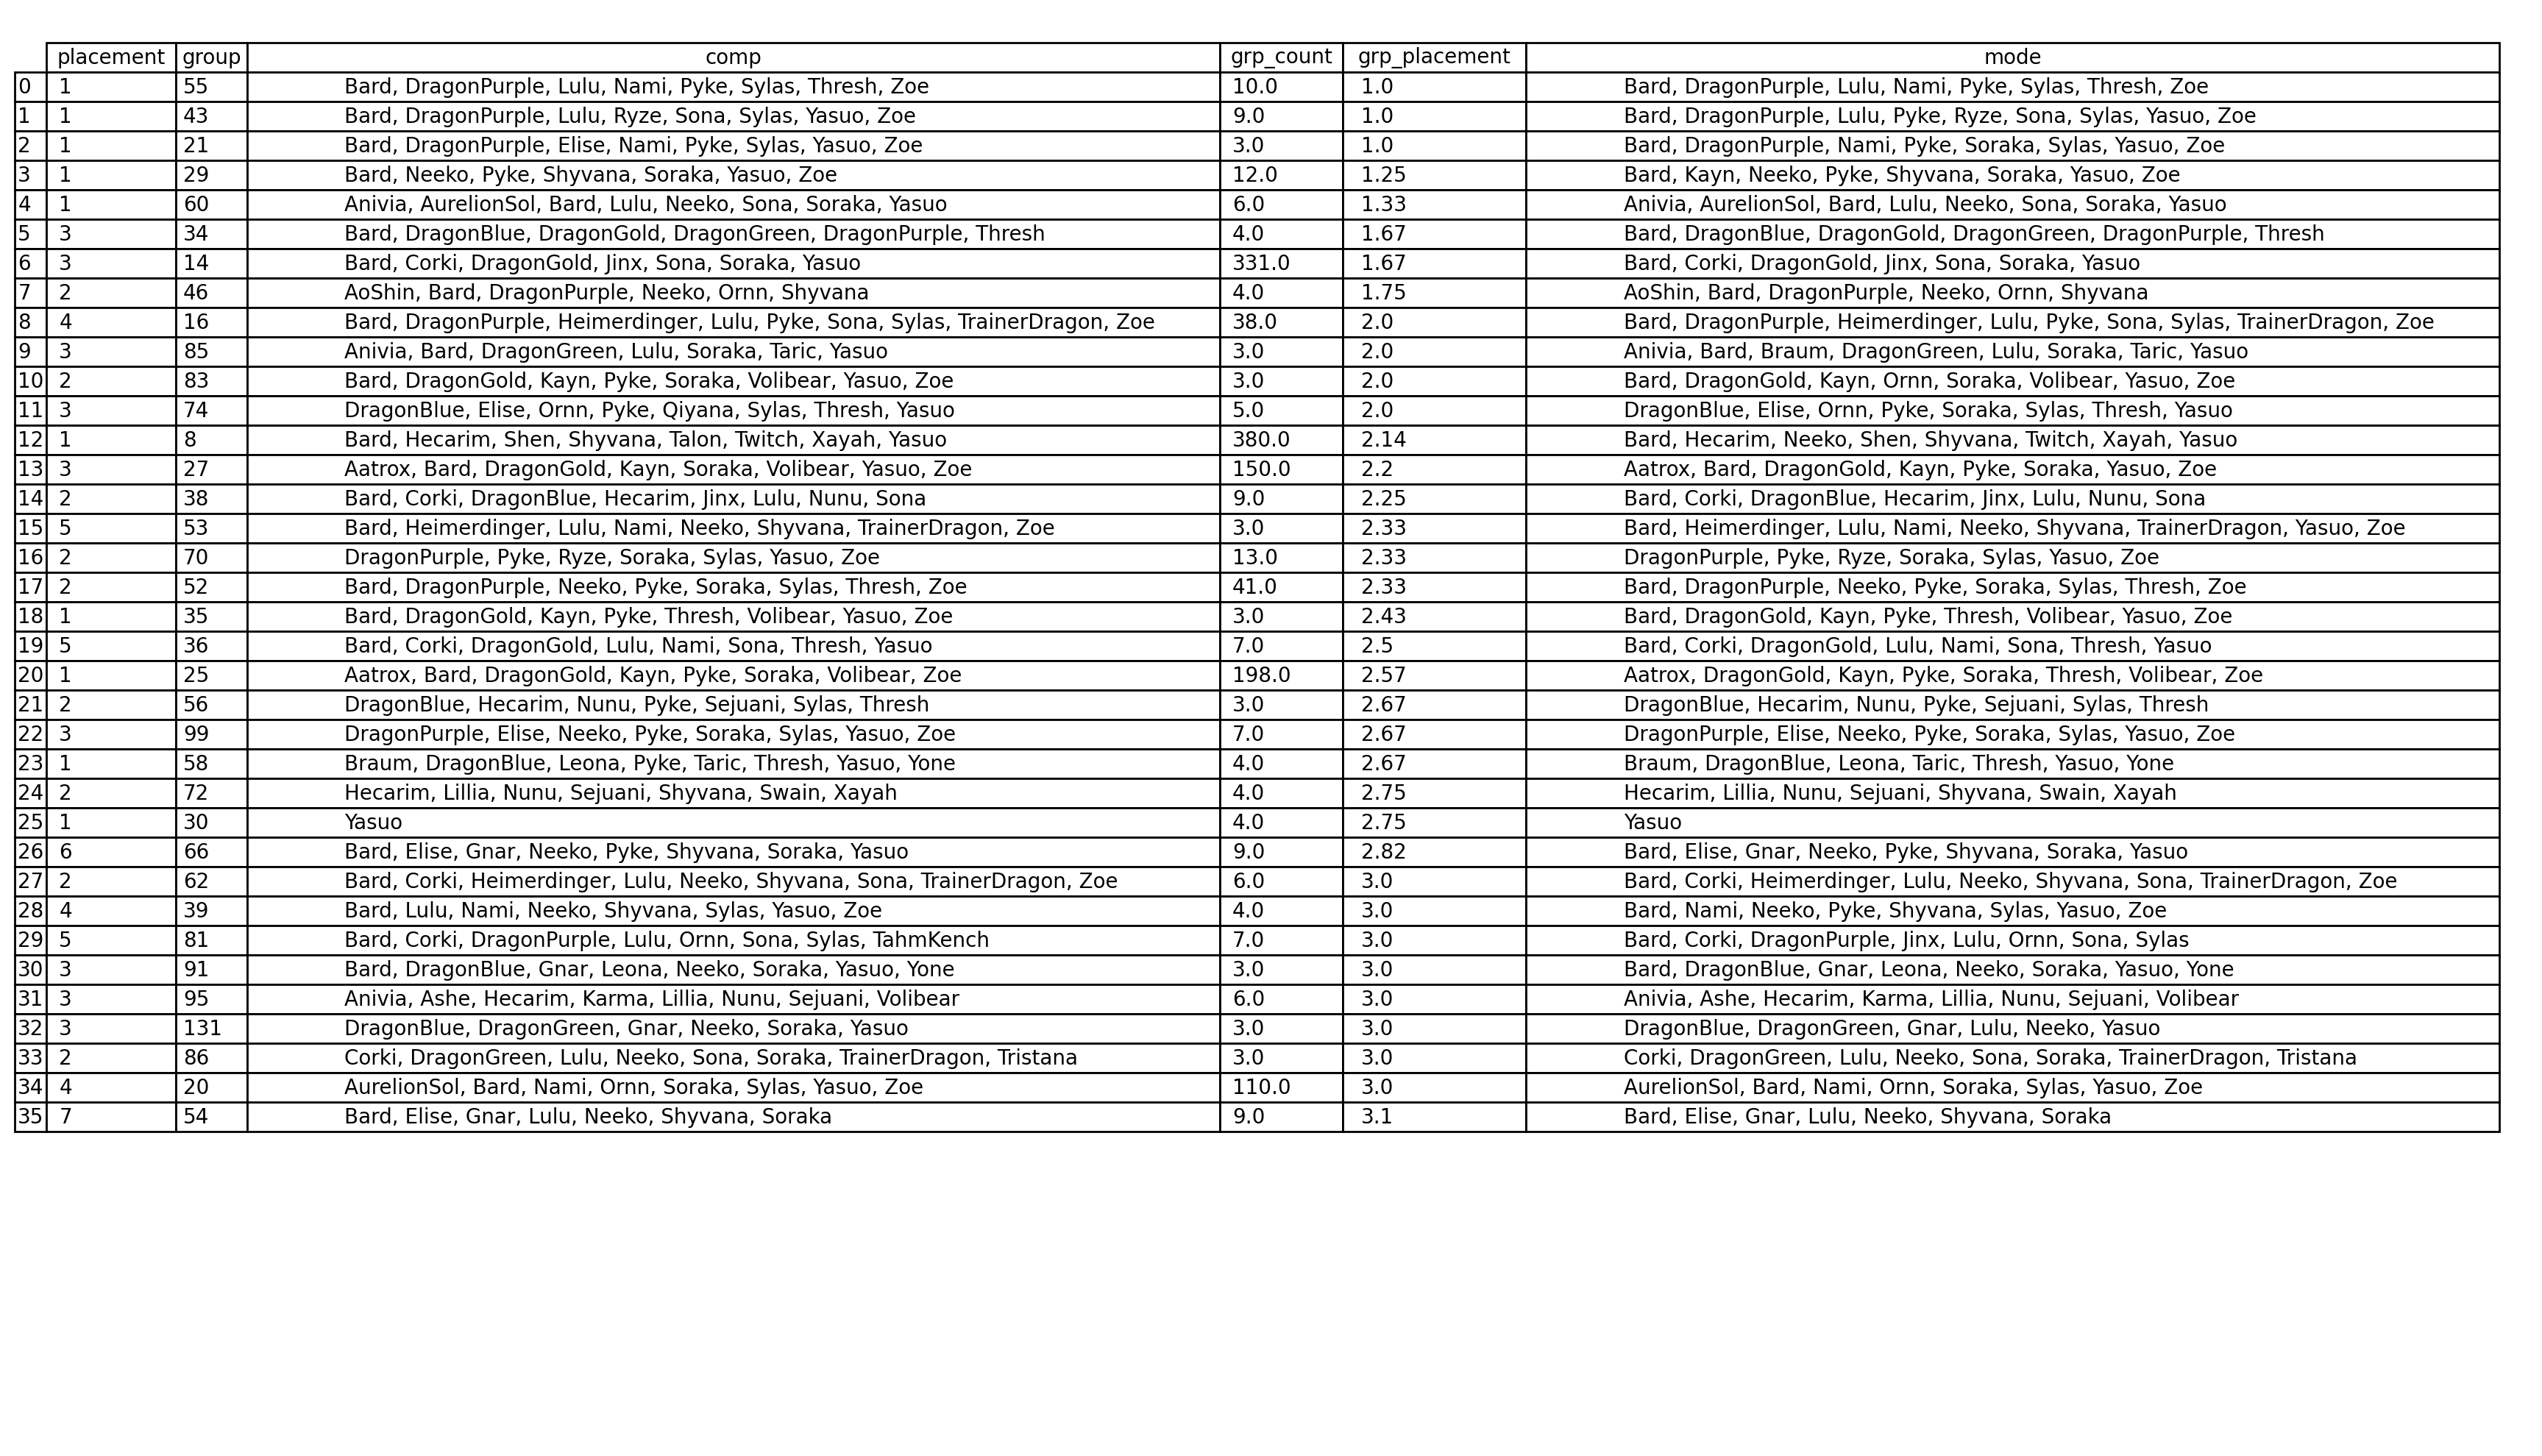 placement group comp grp_count grp_placement mode
0 1 55 Bard, DragonPurple, Lulu, Nami, Pyke, Sylas, Thresh, Zoe 10.0 1.0 Bard, DragonPurple, Lulu, Nami, Pyke, Sylas, Thresh, Zoe
1 1 43 Bard, DragonPurple, Lulu, Ryze, Sona, Sylas, Yasuo, Zoe 9.0 1.0 Bard, DragonPurple, Lulu, Pyke, Ryze, Sona, Sylas, Yasuo, Zoe
2 1 21 Bard, DragonPurple, Elise, Nami, Pyke, Sylas, Yasuo, Zoe 3.0 1.0 Bard, DragonPurple, Nami, Pyke, Soraka, Sylas, Yasuo, Zoe
3 1 29 Bard, Neeko, Pyke, Shyvana, Soraka, Yasuo, Zoe 12.0 1.25 Bard, Kayn, Neeko, Pyke, Shyvana, Soraka, Yasuo, Zoe
4 1 60 Anivia, AurelionSol, Bard, Lulu, Neeko, Sona, Soraka, Yasuo 6.0 1.33 Anivia, AurelionSol, Bard, Lulu, Neeko, Sona, Soraka, Yasuo
5 3 34 Bard, DragonBlue, DragonGold, DragonGreen, DragonPurple, Thresh 4.0 1.67 Bard, DragonBlue, DragonGold, DragonGreen, DragonPurple, Thresh
6 3 14 Bard, Corki, DragonGold, Jinx, Sona, Soraka, Yasuo 331.0 1.67 Bard, Corki, DragonGold, Jinx, Sona, Soraka, Yasuo
7 2 46 AoShin, Bard, DragonPurple, Neeko, Ornn, Shyvana 4.0 1.75 AoShin, Bard, DragonPurple, Neeko, Ornn, Shyvana
8 4 16 Bard, DragonPurple, Heimerdinger, Lulu, Pyke, Sona, Sylas, TrainerDragon, Zoe 38.0 2.0 Bard, DragonPurple, Heimerdinger, Lulu, Pyke, Sona, Sylas, TrainerDragon, Zoe
9 3 85 Anivia, Bard, DragonGreen, Lulu, Soraka, Taric, Yasuo 3.0 2.0 Anivia, Bard, Braum, DragonGreen, Lulu, Soraka, Taric, Yasuo
10 2 83 Bard, DragonGold, Kayn, Pyke, Soraka, Volibear, Yasuo, Zoe 3.0 2.0 Bard, DragonGold, Kayn, Ornn, Soraka, Volibear, Yasuo, Zoe
11 3 74 DragonBlue, Elise, Ornn, Pyke, Qiyana, Sylas, Thresh, Yasuo 5.0 2.0 DragonBlue, Elise, Ornn, Pyke, Soraka, Sylas, Thresh, Yasuo
12 1 8 Bard, Hecarim, Shen, Shyvana, Talon, Twitch, Xayah, Yasuo 380.0 2.14 Bard, Hecarim, Neeko, Shen, Shyvana, Twitch, Xayah, Yasuo
13 3 27 Aatrox, Bard, DragonGold, Kayn, Soraka, Volibear, Yasuo, Zoe 150.0 2.2 Aatrox, Bard, DragonGold, Kayn, Pyke, Soraka, Yasuo, Zoe
14 2 38 Bard, Corki, DragonBlue, Hecarim, Jinx, Lulu, Nunu, Sona 9.0 2.25 Bard, Corki, DragonBlue, Hecarim, Jinx, Lulu, Nunu, Sona
15 5 53 Bard, Heimerdinger, Lulu, Nami, Neeko, Shyvana, TrainerDragon, Zoe 3.0 2.33 Bard, Heimerdinger, Lulu, Nami, Neeko, Shyvana, TrainerDragon, Yasuo, Zoe
16 2 70 DragonPurple, Pyke, Ryze, Soraka, Sylas, Yasuo, Zoe 13.0 2.33 DragonPurple, Pyke, Ryze, Soraka, Sylas, Yasuo, Zoe
17 2 52 Bard, DragonPurple, Neeko, Pyke, Soraka, Sylas, Thresh, Zoe 41.0 2.33 Bard, DragonPurple, Neeko, Pyke, Soraka, Sylas, Thresh, Zoe
18 1 35 Bard, DragonGold, Kayn, Pyke, Thresh, Volibear, Yasuo, Zoe 3.0 2.43 Bard, DragonGold, Kayn, Pyke, Thresh, Volibear, Yasuo, Zoe
19 5 36 Bard, Corki, DragonGold, Lulu, Nami, Sona, Thresh, Yasuo 7.0 2.5 Bard, Corki, DragonGold, Lulu, Nami, Sona, Thresh, Yasuo
20 1 25 Aatrox, Bard, DragonGold, Kayn, Pyke, Soraka, Volibear, Zoe 198.0 2.57 Aatrox, DragonGold, Kayn, Pyke, Soraka, Thresh, Volibear, Zoe
21 2 56 DragonBlue, Hecarim, Nunu, Pyke, Sejuani, Sylas, Thresh 3.0 2.67 DragonBlue, Hecarim, Nunu, Pyke, Sejuani, Sylas, Thresh
22 3 99 DragonPurple, Elise, Neeko, Pyke, Soraka, Sylas, Yasuo, Zoe 7.0 2.67 DragonPurple, Elise, Neeko, Pyke, Soraka, Sylas, Yasuo, Zoe
23 1 58 Braum, DragonBlue, Leona, Pyke, Taric, Thresh, Yasuo, Yone 4.0 2.67 Braum, DragonBlue, Leona, Taric, Thresh, Yasuo, Yone
24 2 72 Hecarim, Lillia, Nunu, Sejuani, Shyvana, Swain, Xayah 4.0 2.75 Hecarim, Lillia, Nunu, Sejuani, Shyvana, Swain, Xayah
25 1 30 Yasuo 4.0 2.75 Yasuo
26 6 66 Bard, Elise, Gnar, Neeko, Pyke, Shyvana, Soraka, Yasuo 9.0 2.82 Bard, Elise, Gnar, Neeko, Pyke, Shyvana, Soraka, Yasuo
27 2 62 Bard, Corki, Heimerdinger, Lulu, Neeko, Shyvana, Sona, TrainerDragon, Zoe 6.0 3.0 Bard, Corki, Heimerdinger, Lulu, Neeko, Shyvana, Sona, TrainerDragon, Zoe
28 4 39 Bard, Lulu, Nami, Neeko, Shyvana, Sylas, Yasuo, Zoe 4.0 3.0 Bard, Nami, Neeko, Pyke, Shyvana, Sylas, Yasuo, Zoe
29 5 81 Bard, Corki, DragonPurple, Lulu, Ornn, Sona, Sylas, TahmKench 7.0 3.0 Bard, Corki, DragonPurple, Jinx, Lulu, Ornn, Sona, Sylas
30 3 91 Bard, DragonBlue, Gnar, Leona, Neeko, Soraka, Yasuo, Yone 3.0 3.0 Bard, DragonBlue, Gnar, Leona, Neeko, Soraka, Yasuo, Yone
31 3 95 Anivia, Ashe, Hecarim, Karma, Lillia, Nunu, Sejuani, Volibear 6.0 3.0 Anivia, Ashe, Hecarim, Karma, Lillia, Nunu, Sejuani, Volibear
32 3 131 DragonBlue, DragonGreen, Gnar, Neeko, Soraka, Yasuo 3.0 3.0 DragonBlue, DragonGreen, Gnar, Lulu, Neeko, Yasuo
33 2 86 Corki, DragonGreen, Lulu, Neeko, Sona, Soraka, TrainerDragon, Tristana 3.0 3.0 Corki, DragonGreen, Lulu, Neeko, Sona, Soraka, TrainerDragon, Tristana
34 4 20 AurelionSol, Bard, Nami, Ornn, Soraka, Sylas, Yasuo, Zoe 110.0 3.0 AurelionSol, Bard, Nami, Ornn, Soraka, Sylas, Yasuo, Zoe
35 7 54 Bard, Elise, Gnar, Lulu, Neeko, Shyvana, Soraka 9.0 3.1 Bard, Elise, Gnar, Lulu, Neeko, Shyvana, Soraka